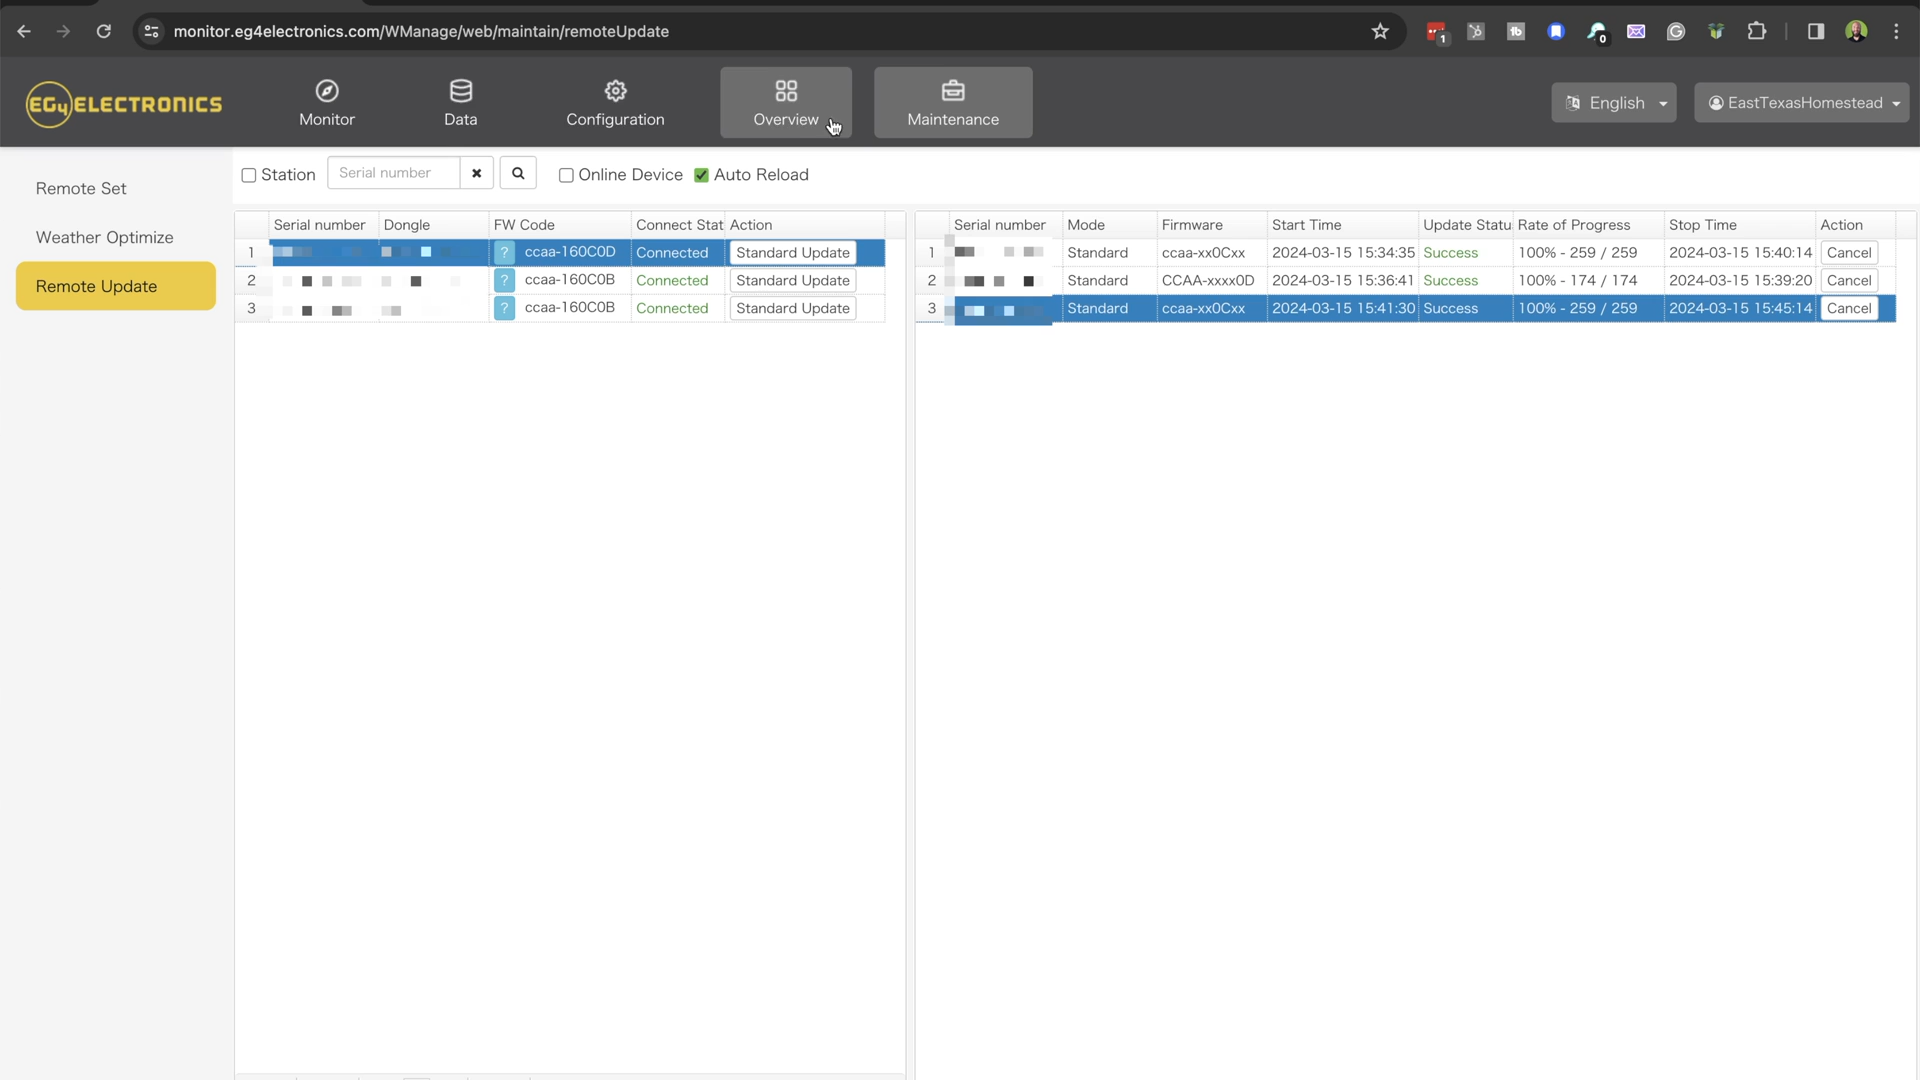 monitor.eg4electronics.com/WManage/web/maintain/remoteUpdate
1
0
EG4ELECTRONICS
Monitor
Data
Configuration
Overview
Maintenance
English
EastTexasHomestead
Remote Set
Weather Optimize
Remote Update
Station
Serial number
Online Device
Auto Reload
Serial number Dongle FW Code Connect Stat Action
1 ? ccaa-160C0D Connected Standard Update
2 ? ccaa-160C0B Connected Standard Update
3 ? ccaa-160C0B Connected Standard Update
Serial number Mode Firmware Start Time Update Statu Rate of Progress Stop Time Action
1 Standard ccaa-xx0Cxx 2024-03-15 15:34:35 Success 100% - 259 / 259 2024-03-15 15:40:14 Cancel
2 Standard CCAA-xxxx0D 2024-03-15 15:36:41 Success 100% - 174 / 174 2024-03-15 15:39:20 Cancel
3 Standard ccaa-xx0Cxx 2024-03-15 15:41:30 Success 100% - 259 / 259 2024-03-15 15:45:14 Cancel